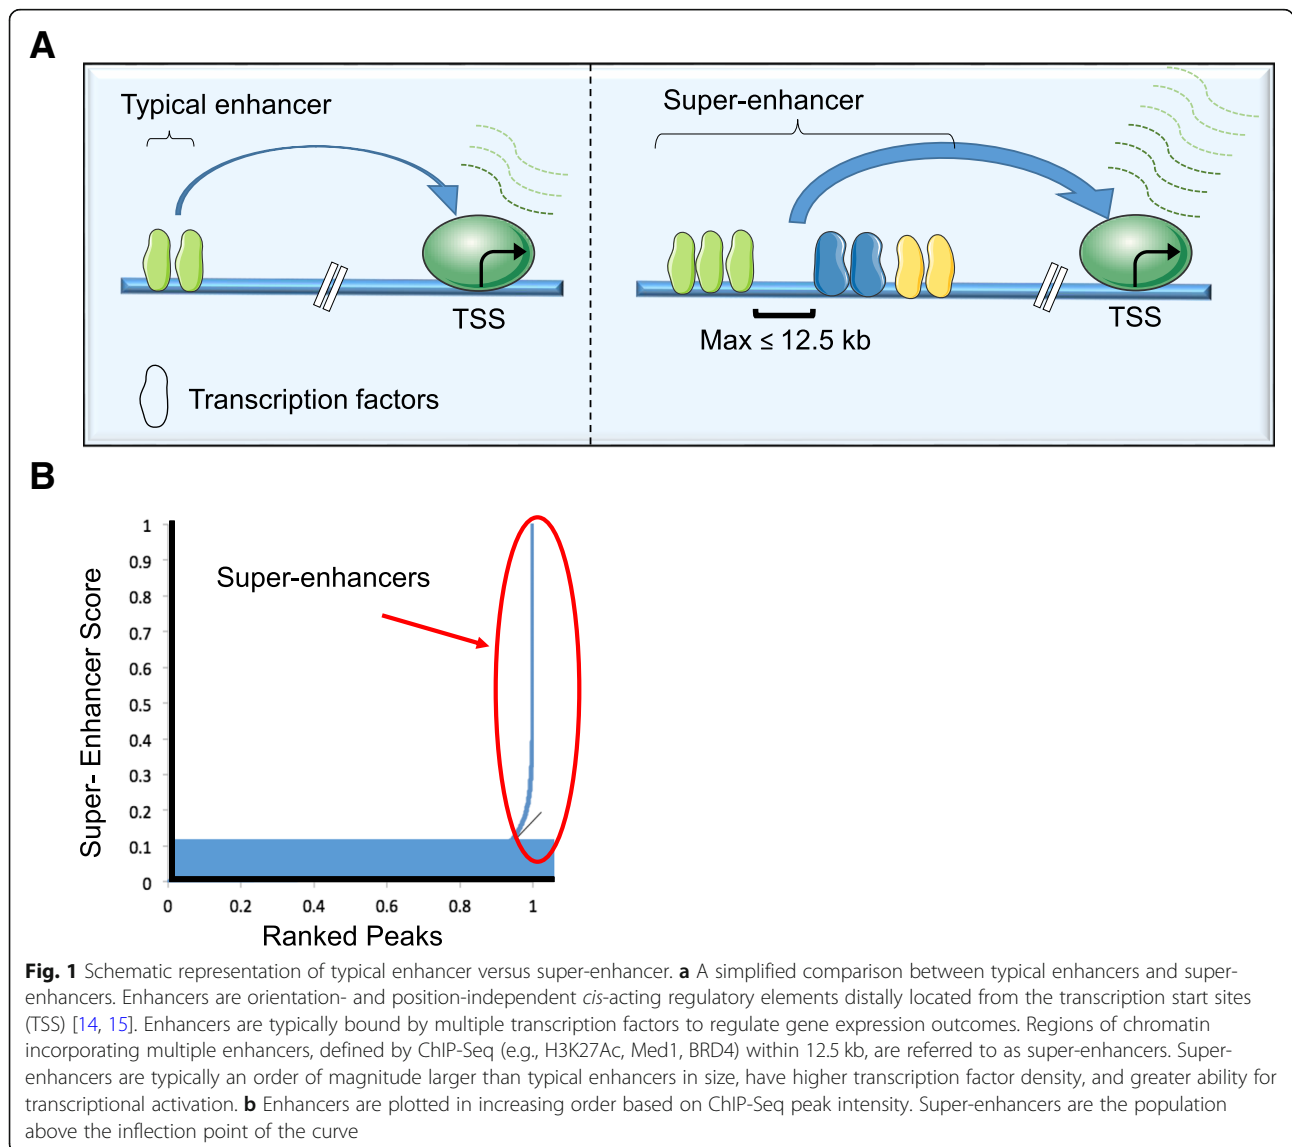 A
Typical enhancer
Super-enhancer
TSS
TSS
Max ≤ 12.5 kb
Transcription factors
B
Super- Enhancer Score
1
0.9
0.8
0.7
0.6
0.5
0.4
0.3
0.2
0.1
0
Super-enhancers
0 0.2 0.4 0.6 0.8 1
Ranked Peaks
Fig. 1 Schematic representation of typical enhancer versus super-enhancer. a A simplified comparison between typical enhancers and super-
enhancers. Enhancers are orientation- and position-independent cis-acting regulatory elements distally located from the transcription start sites
(TSS) [14, 15]. Enhancers are typically bound by multiple transcription factors to regulate gene expression outcomes. Regions of chromatin
incorporating multiple enhancers, defined by ChIP-Seq (e.g., H3K27Ac, Med1, BRD4) within 12.5 kb, are referred to as super-enhancers. Super-
enhancers are typically an order of magnitude larger than typical enhancers in size, have higher transcription factor density, and greater ability for
transcriptional activation. b Enhancers are plotted in increasing order based on ChIP-Seq peak intensity. Super-enhancers are the population
above the inflection point of the curve